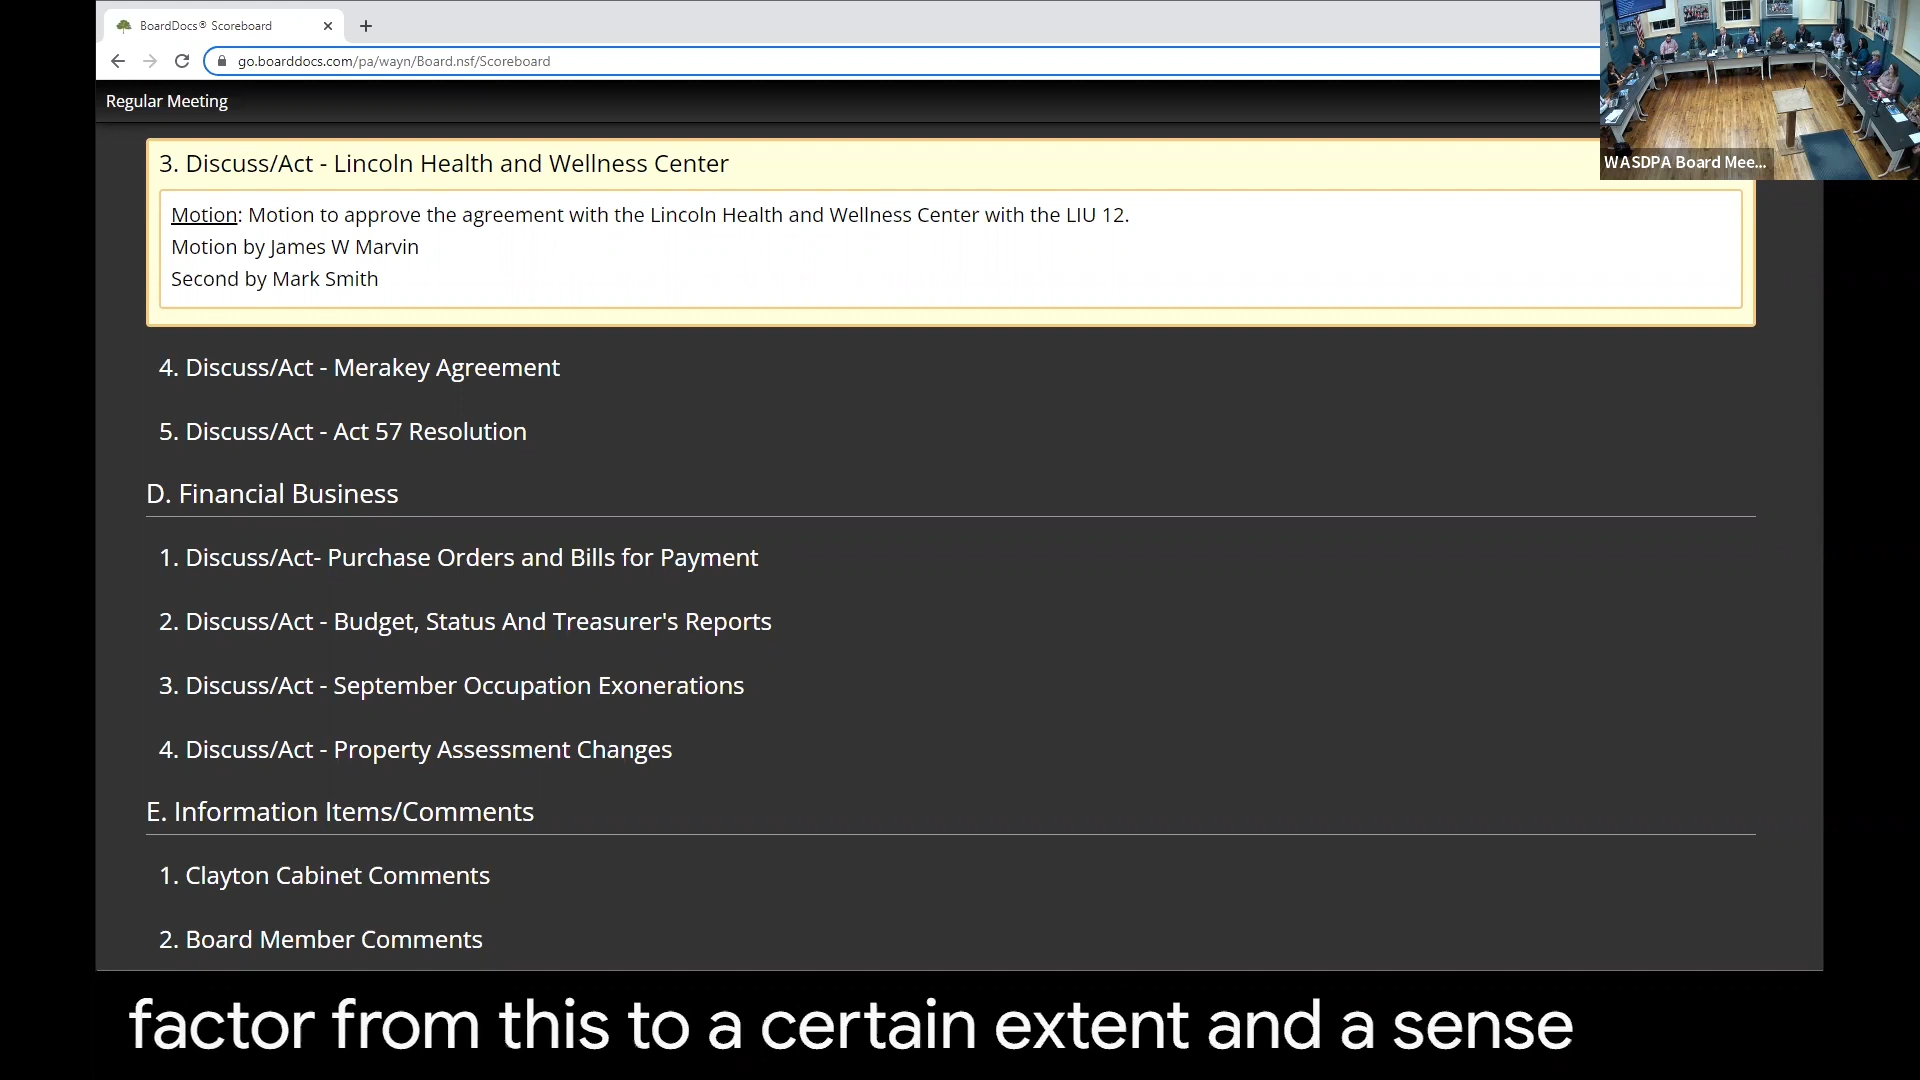 BoardDocs® Scoreboard
go.boarddocs.com/pa/wayn/Board.nsf/Scoreboard
Regular Meeting
WASDPA Board Mee...
3. Discuss/Act - Lincoln Health and Wellness Center
Motion: Motion to approve the agreement with the Lincoln Health and Wellness Center with the LIU 12.
Motion by James W Marvin
Second by Mark Smith
4. Discuss/Act - Merakey Agreement
5. Discuss/Act - Act 57 Resolution
D. Financial Business
1. Discuss/Act- Purchase Orders and Bills for Payment
2. Discuss/Act - Budget, Status And Treasurer's Reports
3. Discuss/Act - September Occupation Exonerations
4. Discuss/Act - Property Assessment Changes
E. Information Items/Comments
1. Clayton Cabinet Comments
2. Board Member Comments
factor from this to a certain extent and a sense